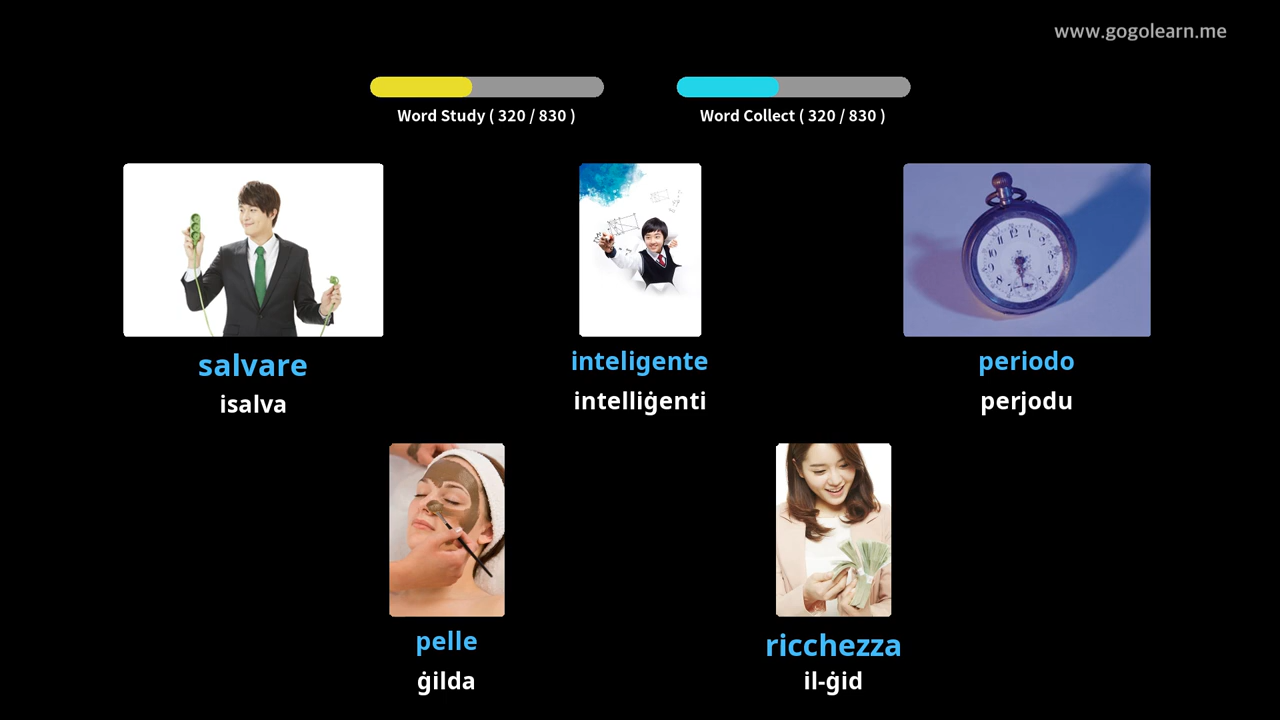 www.gogolearn.me
Word Study ( 320 / 830 )
Word Collect ( 320 / 830 )
salvare
isalva
inteligente
intelliġenti
periodo
perjodu
pelle
ġilda
ricchezza
il-ġid